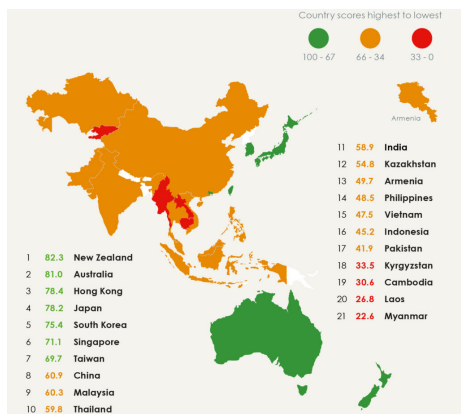 Country scores highest to lowest
100 - 67 66 - 34 33 - 0
Armenia
1 82.3 New Zealand
2 81.0 Australia
3 78.4 Hong Kong
4 78.2 Japan
5 75.4 South Korea
6 71.1 Singapore
7 69.7 Taiwan
8 60.9 China
9 60.3 Malaysia
10 59.8 Thailand
11 58.9 India
12 54.8 Kazakhstan
13 49.7 Armenia
14 48.5 Philippines
15 47.5 Vietnam
16 45.2 Indonesia
17 41.9 Pakistan
18 33.5 Kyrgyzstan
19 30.6 Cambodia
20 26.8 Laos
21 22.6 Myanmar